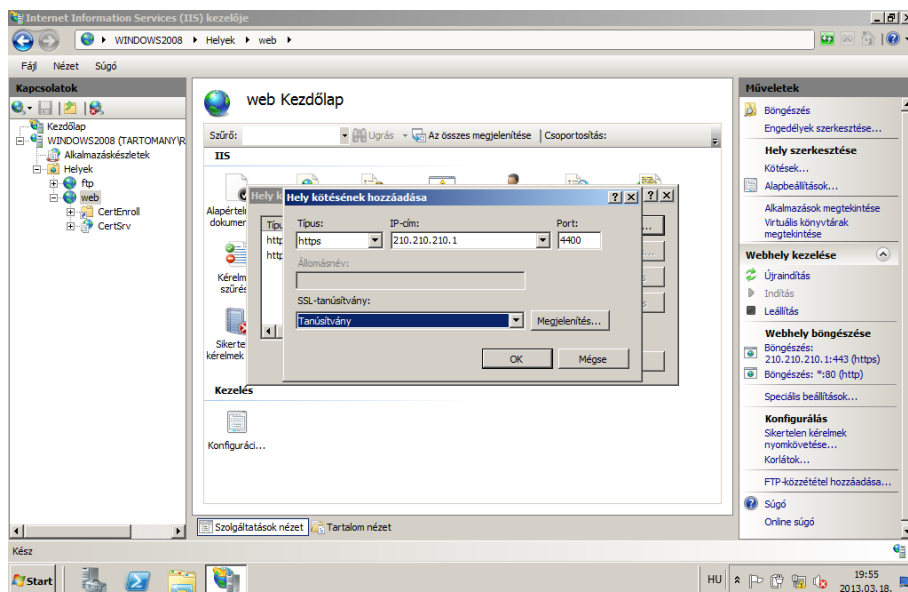 Internet Information Services (IIS) kezelője
WINDOWS2008 Helyek web
Fájl Nézet Súgó
Kapcsolatok
Kezdőlap
WINDOWS2008 (TARTOMANY\R
Alkalmazáskészletek
Helyek
ftp
web
CertEnroll
CertSrv
web Kezdőlap
Szűrő: Ugrás Az összes megjelenítése Csoportosítás:
IIS
Alapértel
dokumer
Kérelm
szűrés
Sikerte
kérelmek
Kezelés
Konfiguráci...
Hely k
Típu
http
http
Hely kötésének hozzáadása
Típus: IP-cím: Port:
https 210.210.210.1 4400
Állomásnév:
SSL-tanúsítvány:
Tanúsítvány Megjelenítés...
OK Mégse
Szolgáltatások nézet Tartalom nézet
Műveletek
Böngészés
Engedélyek szerkesztése...
Hely szerkesztése
Kötések...
Alapbeállítások...
Alkalmazások megtekintése
Virtuális könyvtárak
megtekintése
Webhely kezelése
Újraindítás
Indítás
Leállítás
Webhely böngészése
Böngészés:
210.210.210.1:443 (https)
Böngészés: *:80 (http)
Speciális beállítások...
Konfigurálás
Sikertelen kérelmek
nyomkövetése...
Korlátok...
FTP-közzététel hozzáadása...
Súgó
Online súgó
Kész
Start HU 19:55
2013.03.18.